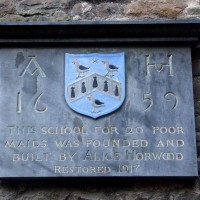 A H
16 59
THIS SCHOOL FOR 20 POOR
MAIDS WAS FOUNDED AND
BUILT BY ALICE NORWOOD
RESTORED 1917